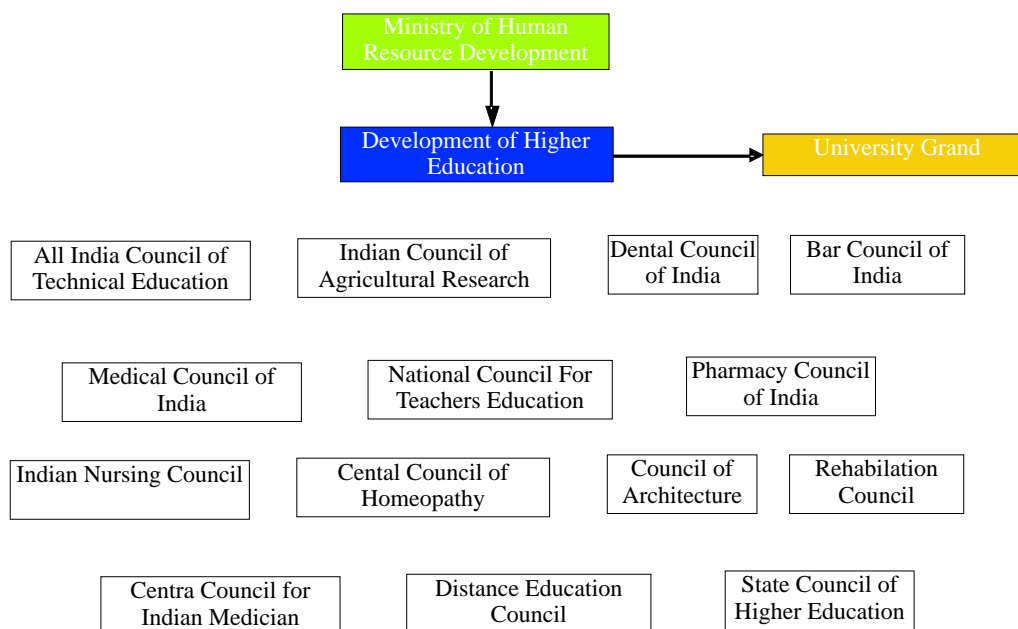 Ministry of Human
Resource Development
Development of Higher
Education
University Grand
All India Council of
Technical Education
Indian Council of
Agricultural Research
Dental Council
of India
Bar Council of
India
Medical Council of
India
National Council For
Teachers Education
Pharmacy Council
of India
Indian Nursing Council
Cental Council of
Homeopathy
Council of
Architecture
Rehabilation
Council
Centra Council for
Indian Medician
Distance Education
Council
State Council of
Higher Education